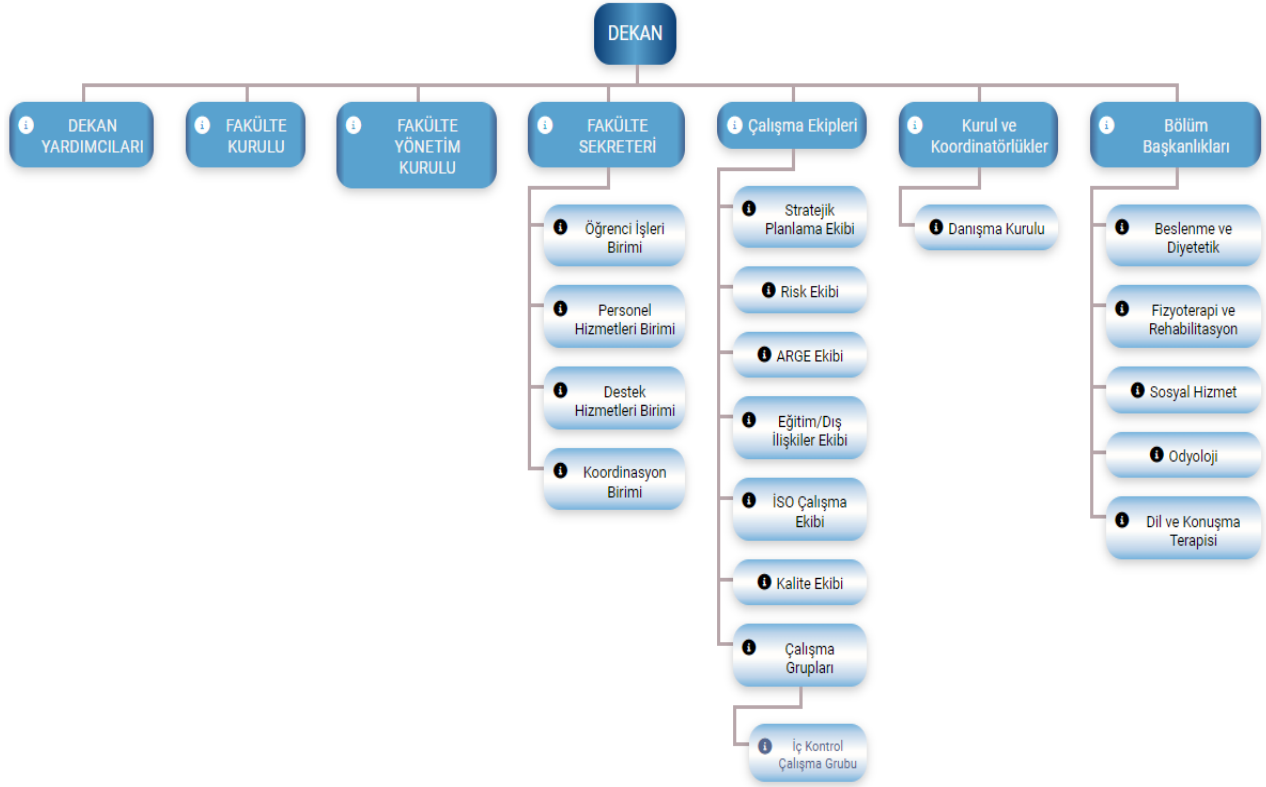 DEKAN
DEKAN
YARDIMCILARI
FAKÜLTE
KURULU
FAKÜLTE
YÖNETİM
KURULU
FAKÜLTE
SEKRETERİ
Öğrenci İşleri
Birimi
Personel
Hizmetleri Birimi
Destek
Hizmetleri Birimi
Koordinasyon
Birimi
Çalışma Ekipleri
Stratejik
Planlama Ekibi
Risk Ekibi
ARGE Ekibi
Eğitim/Dış
İlişkiler Ekibi
İSO Çalışma
Ekibi
Kalite Ekibi
Çalışma
Grupları
İç Kontrol
Çalışma Grubu
Kurul ve
Koordinatörlükler
Danışma Kurulu
Bölüm
Başkanlıkları
Beslenme ve
Diyetetik
Fizyoterapi ve
Rehabilitasyon
Sosyal Hizmet
Odyoloji
Dil ve Konuşma
Terapisi